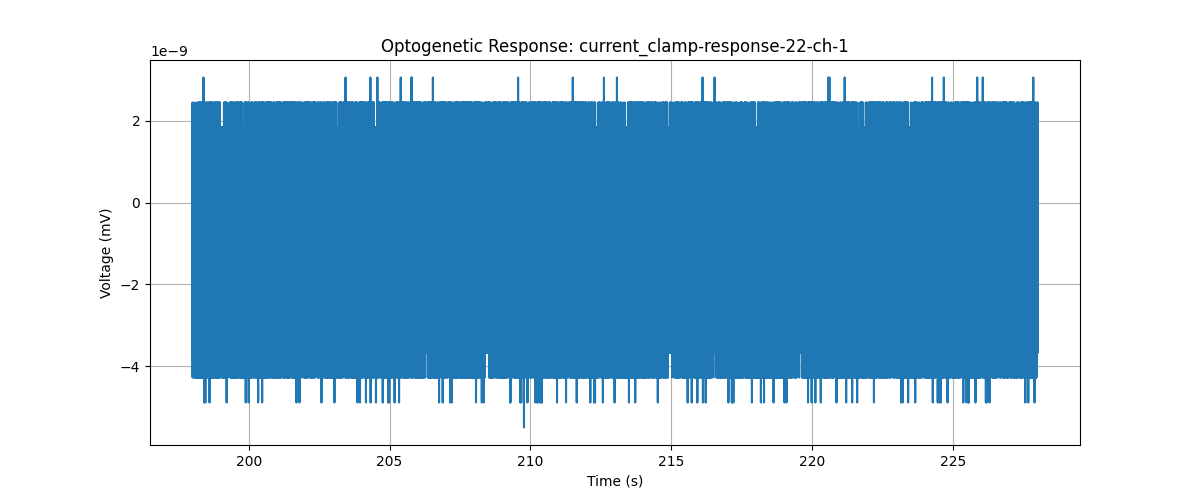 Optogenetic Response: current_clamp-response-22-ch-1
1e−9
2
0
−2
−4
Voltage (mV)
200 205 210 215 220 225
Time (s)